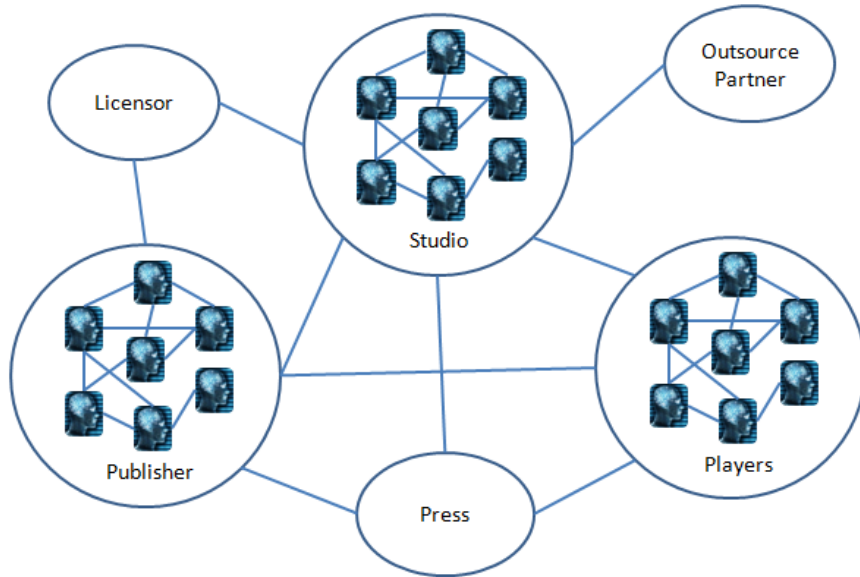 Outsource
Partner
Licensor
Studio
Publisher
Players
Press